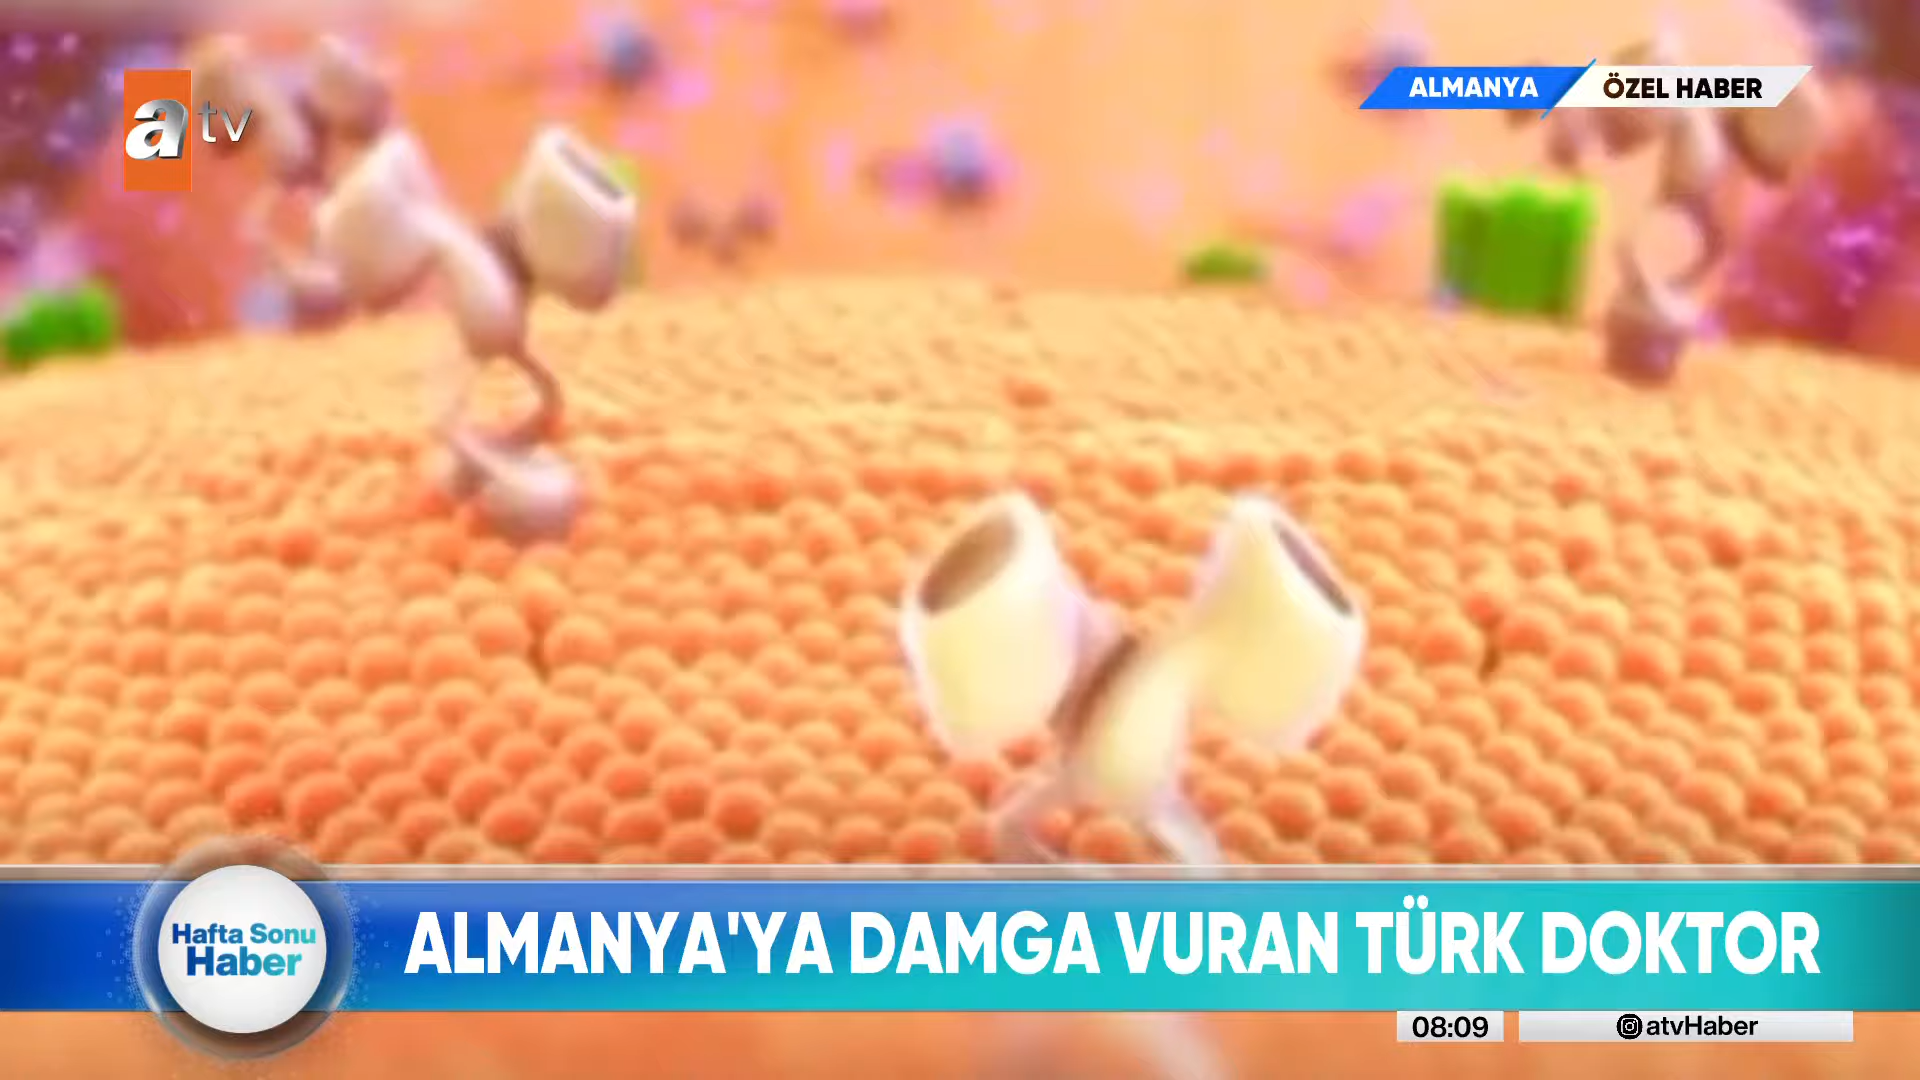 atv
ALMANYA ÖZEL HABER
Hafta Sonu
Haber
ALMANYA'YA DAMGA VURAN TÜRK DOKTOR
08:09
atvHaber